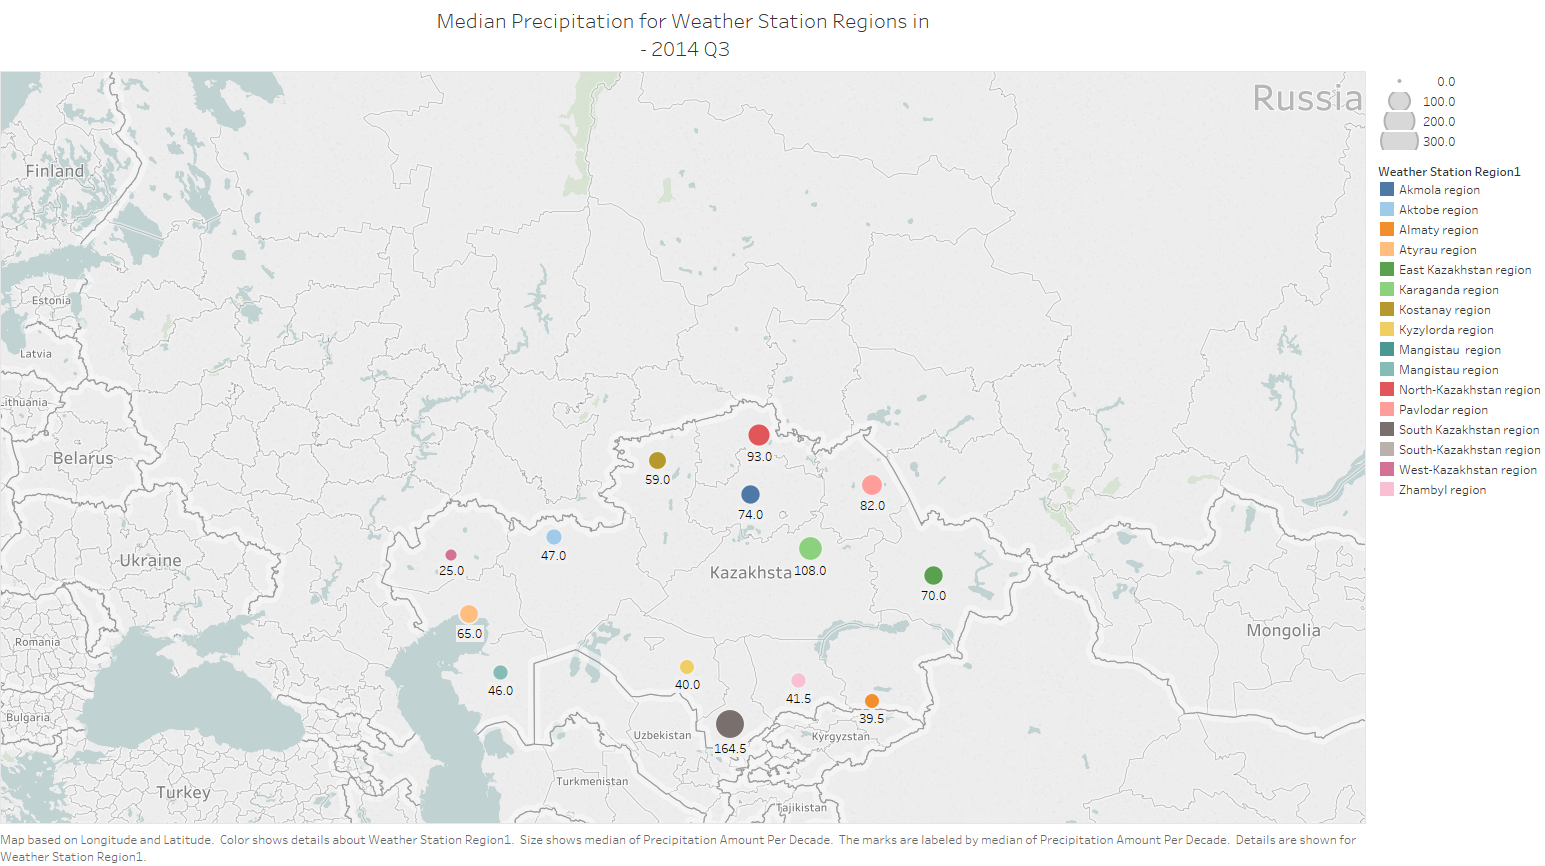 Median Precipitation for Weather Station Regions in
- 2014 Q3
Russia
Finland
Estonia
Latvia
Lithuania
Belarus
Ukraine
Romania
Bulgaria
Turkey
Kazakhsta
Uzbekistan
Turkmenistan
Kyrgyzstan
Tajikistan
Mongolia
93.0
59.0
74.0
82.0
47.0
25.0
108.0
70.0
65.0
46.0
40.0
41.5
39.5
164.5
0.0
100.0
200.0
300.0
Weather Station Region1
Akmola region
Aktobe region
Almaty region
Atyrau region
East Kazakhstan region
Karaganda region
Kostanay region
Kyzylorda region
Mangistau  region
Mangistau region
North-Kazakhstan region
Pavlodar region
South Kazakhstan region
South-Kazakhstan region
West-Kazakhstan region
Zhambyl region
Map based on Longitude and Latitude.  Color shows details about Weather Station Region1.  Size shows median of Precipitation Amount Per Decade.  The marks are labeled by median of Precipitation Amount Per Decade.  Details are shown for
Weather Station Region1.